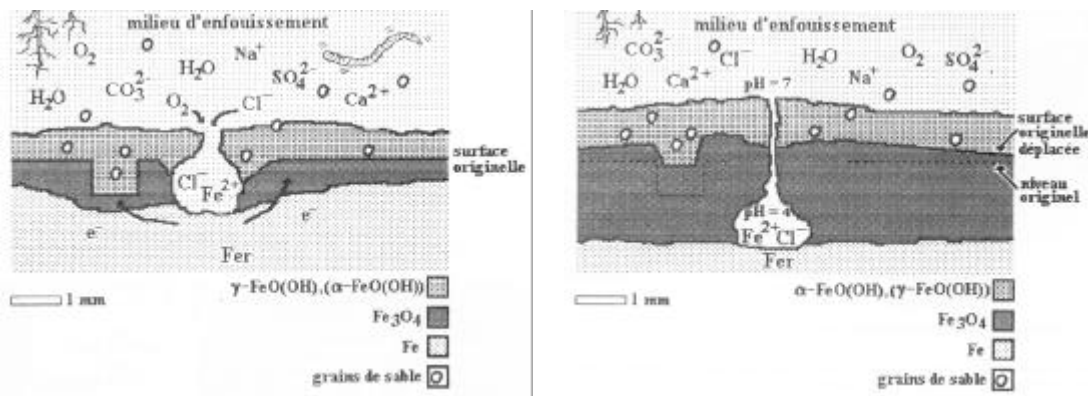 milieu d'enfouissement
O₂
Na⁺
H₂O
SO₄²⁻
CO₃²⁻
H₂O
Ca²⁺
O₂
Cl⁻
surface
originelle
Cl⁻
Fe²⁺
e⁻
e⁻
Fer
1 mm
γ-FeO(OH),(α-FeO(OH))
Fe₃O₄
Fe
grains de sable
milieu d'enfouissement
CO₃²⁻
Cl⁻
H₂O
O₂
SO₄²⁻
H₂O
Ca²⁺
pH = 7
Na⁺
surface
originelle
déplacée
niveau
originel
pH = 4
Fe²⁺
Cl⁻
Fer
1 mm
α-FeO(OH),(γ-FeO(OH))
Fe₃O₄
Fe
grains de sable